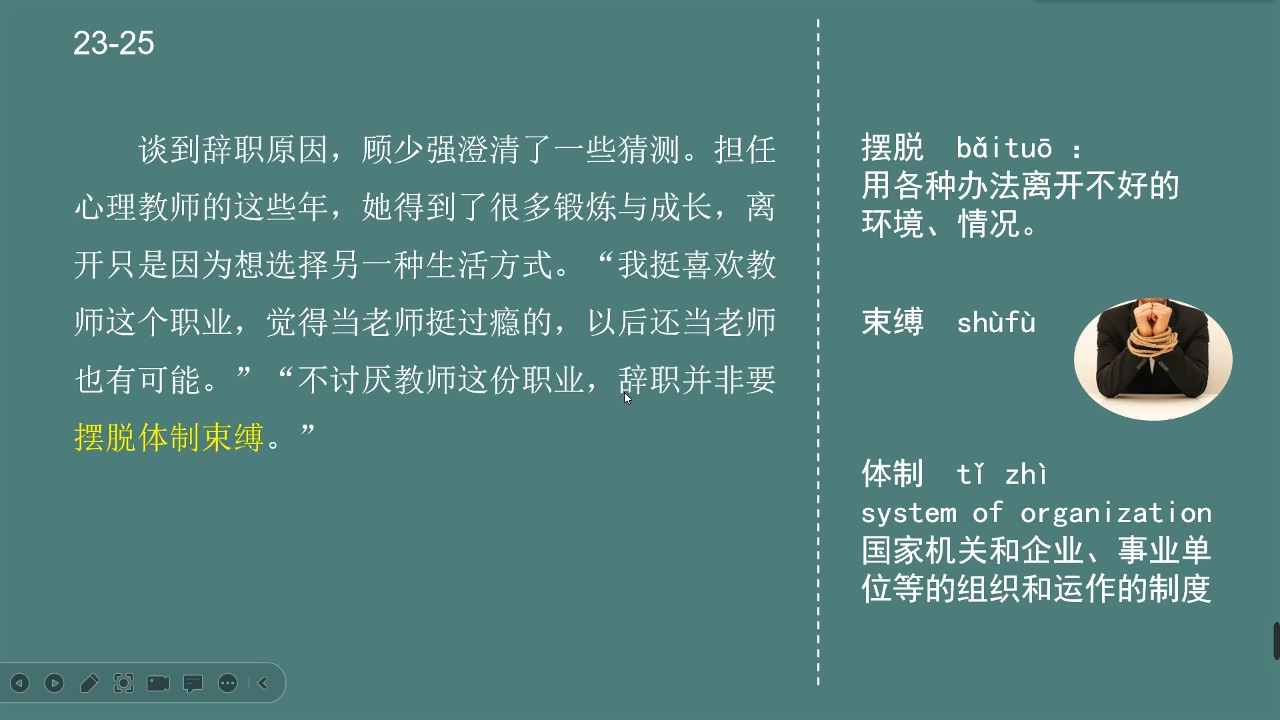 23-25
谈到辞职原因，顾少强澄清了一些猜测。担任
心理教师的这些年，她得到了很多锻炼与成长，离
开只是因为想选择另一种生活方式。“我挺喜欢教
师这个职业，觉得当老师挺过瘾的，以后还当老师
也有可能。”“不讨厌教师这份职业，辞职并非要
摆脱体制束缚。”
摆脱 bǎituō ：
用各种办法离开不好的
环境、情况。
束缚 shùfù
体制 tǐ zhì
system of organization
国家机关和企业、事业单
位等的组织和运作的制度